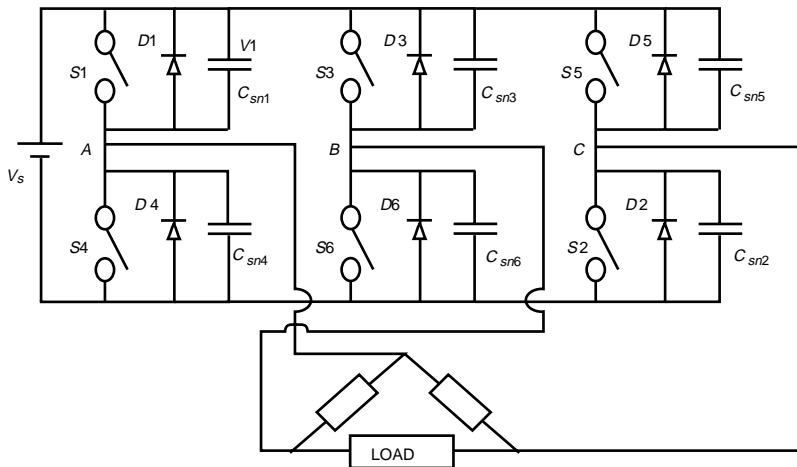 D1 V1 D3 D5
S1 S3 S5
Csn1 Csn3 Csn5
A B C
Vs
D4 D6 D2
S4 S6 S2
Csn4 Csn6 Csn2
LOAD